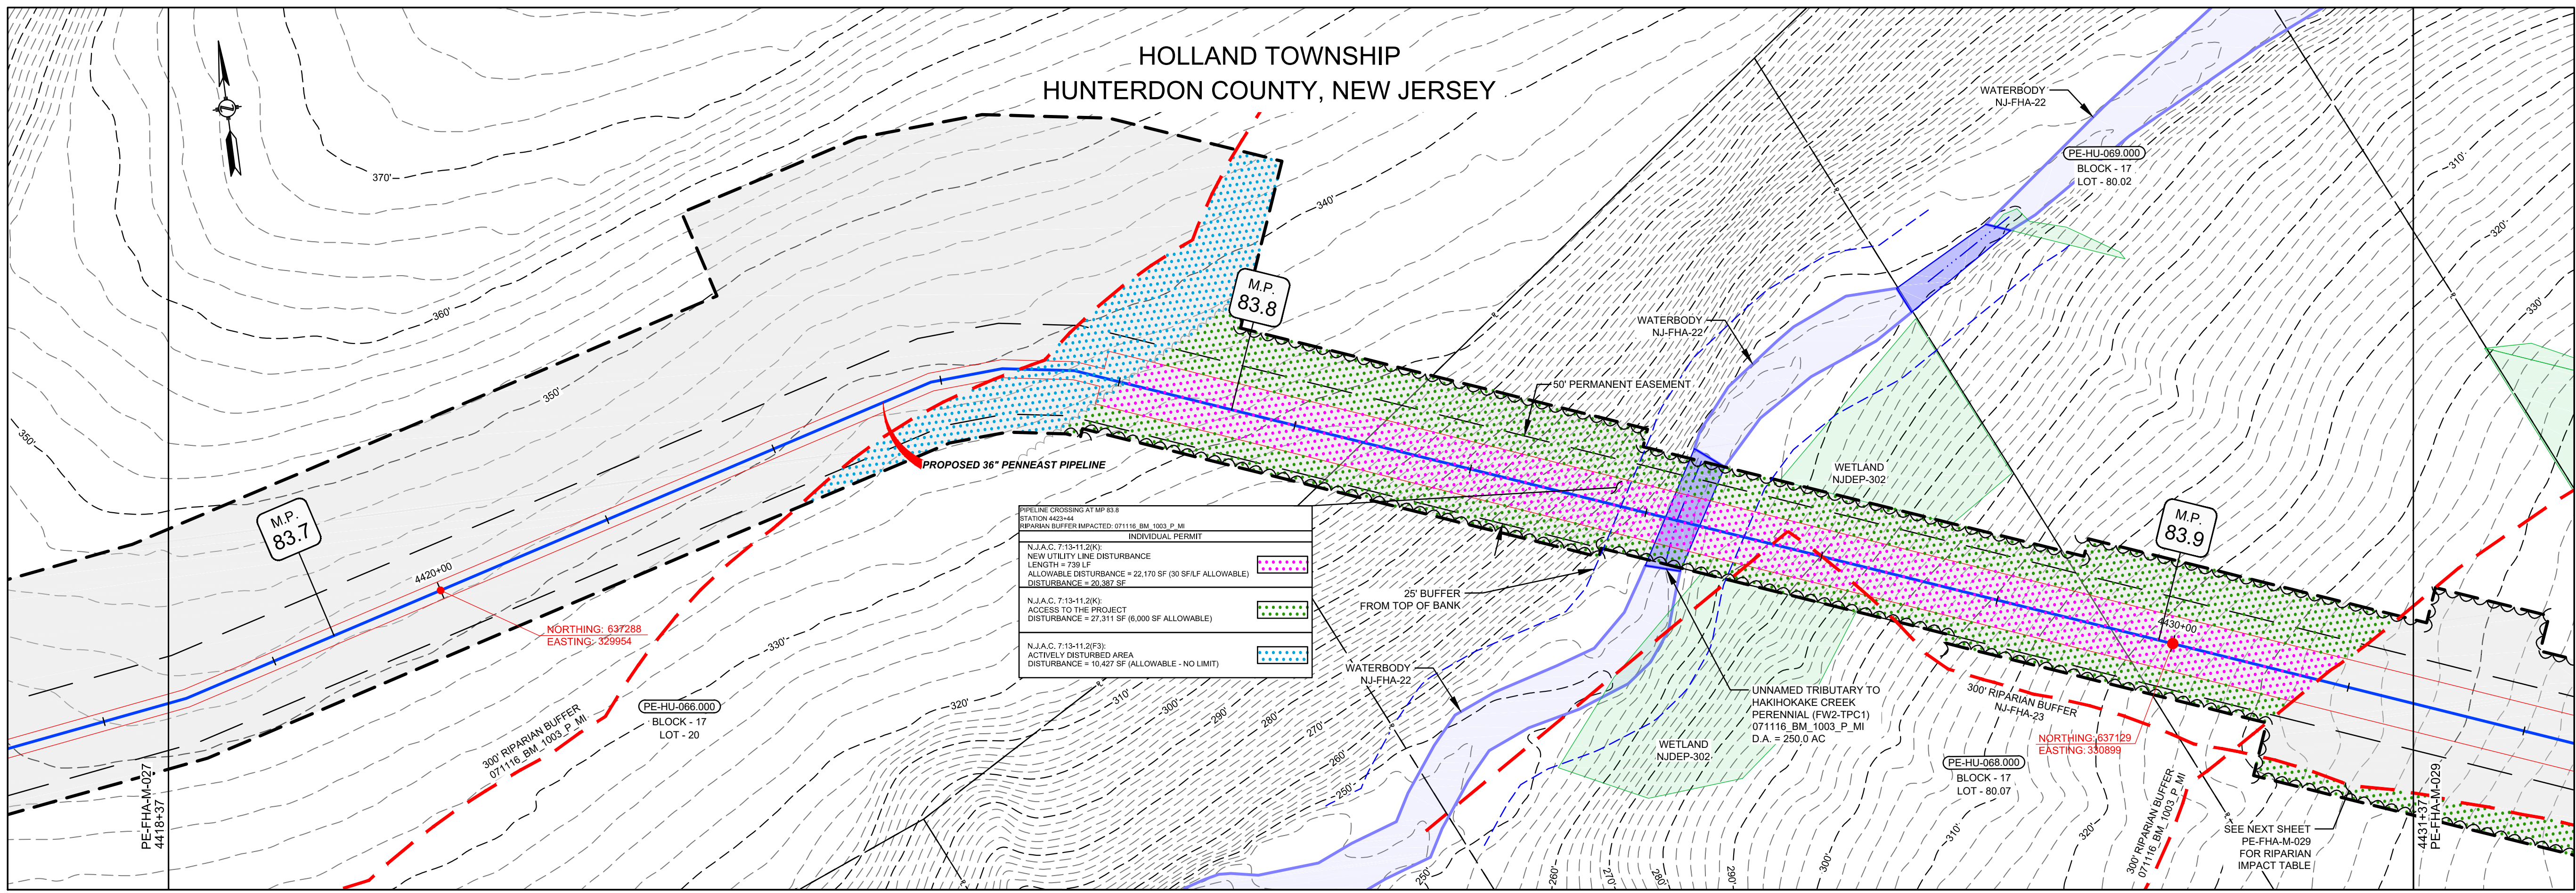 HOLLAND TOWNSHIP
HUNTERDON COUNTY, NEW JERSEY
N
370'
360'
350'
350'
340'
M.P.
83.8
WATERBODY
NJ-FHA-22
PE-HU-069.000
BLOCK - 17
LOT - 80.02
310'
320'
330'
WATERBODY
NJ-FHA-22
50' PERMANENT EASEMENT
PROPOSED 36" PENNEAST PIPELINE
WETLAND
NJDEP-302
M.P.
83.7
4420+00
NORTHING: 637288
EASTING: 329954
M.P.
83.9
4430+00
PIPELINE CROSSING AT MP 83.8
STATION 4423+44
RIPARIAN BUFFER IMPACTED: 071116_BM_1003_P_MI
INDIVIDUAL PERMIT
N.J.A.C. 7:13-11.2(K):
NEW UTILITY LINE DISTURBANCE
LENGTH = 739 LF
ALLOWABLE DISTURBANCE = 22,170 SF (30 SF/LF ALLOWABLE)
DISTURBANCE = 20,387 SF
N.J.A.C. 7:13-11.2(K):
ACCESS TO THE PROJECT
DISTURBANCE = 27,311 SF (6,000 SF ALLOWABLE)
N.J.A.C. 7:13-11.2(F3):
ACTIVELY DISTURBED AREA
DISTURBANCE = 10,427 SF (ALLOWABLE - NO LIMIT)
25' BUFFER
FROM TOP OF BANK
WATERBODY
NJ-FHA-22
UNNAMED TRIBUTARY TO
HAKIHOKAKE CREEK
PERENNIAL (FW2-TPC1)
071116_BM_1003_P_MI
D.A. = 250.0 AC
WETLAND
NJDEP-302
300' RIPARIAN BUFFER
NJ-FHA-23
NORTHING: 637129
EASTING: 330899
PE-HU-068.000
BLOCK - 17
LOT - 80.07
300' RIPARIAN BUFFER
071116_BM_1003_P_MI
PE-HU-066.000
BLOCK - 17
LOT - 20
330'
320'
310'
300'
290'
280'
270'
260'
250'
250'
260'
270'
280'
290'
300'
310'
320'
300' RIPARIAN BUFFER
071116_BM_1003_P_MI
SEE NEXT SHEET
PE-FHA-M-029
FOR RIPARIAN
IMPACT TABLE
PE-FHA-M-027
4418+37
4431+37
PE-FHA-M-029